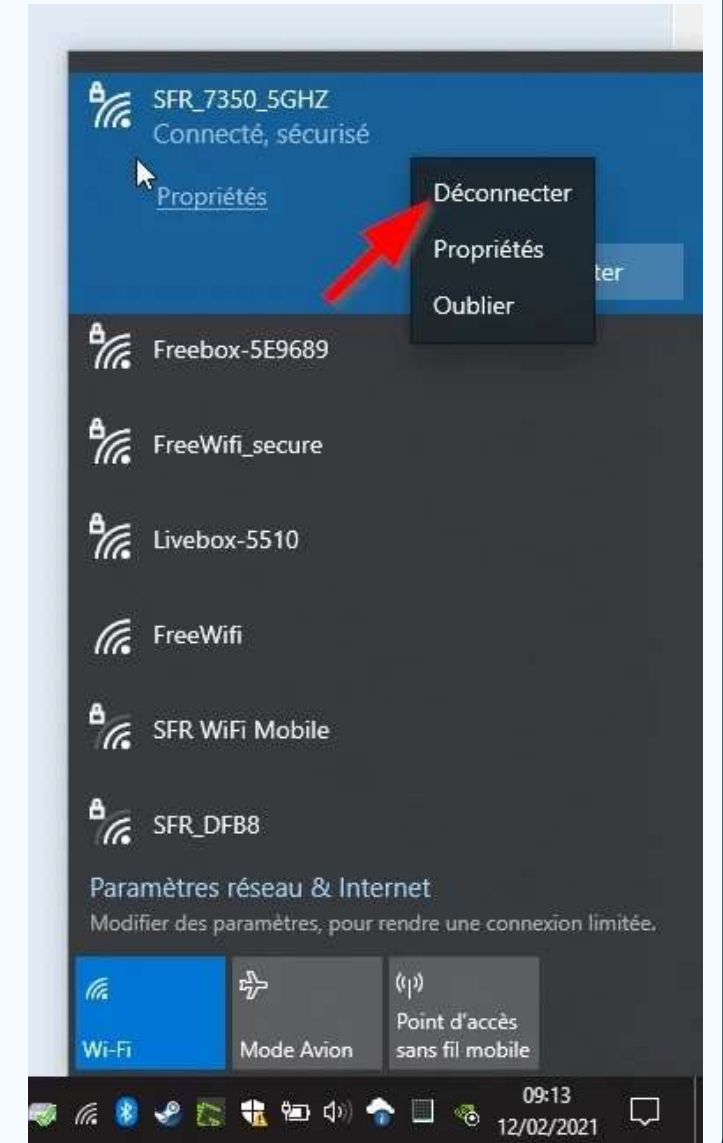 SFR_7350_5GHZ
Connecté, sécurisé
Propriétés
Déconnecter
Propriétés
Oublier
ter
Freebox-5E9689
FreeWifi_secure
Livebox-5510
FreeWifi
SFR WiFi Mobile
SFR_DFB8
Paramètres réseau & Internet
Modifier des paramètres, pour rendre une connexion limitée.
Wi-Fi
Mode Avion
Point d'accès
sans fil mobile
09:13
12/02/2021